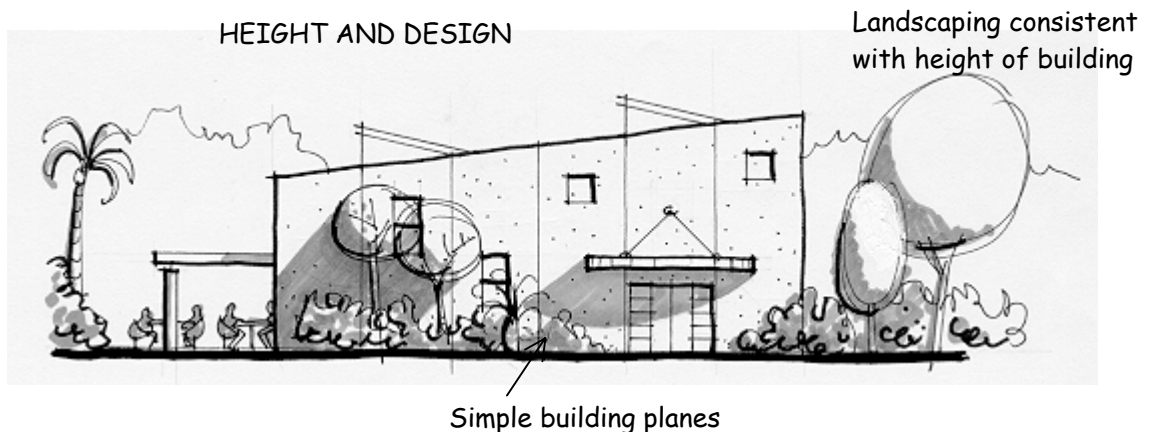 HEIGHT AND DESIGN
Landscaping consistent
with height of building
Simple building planes